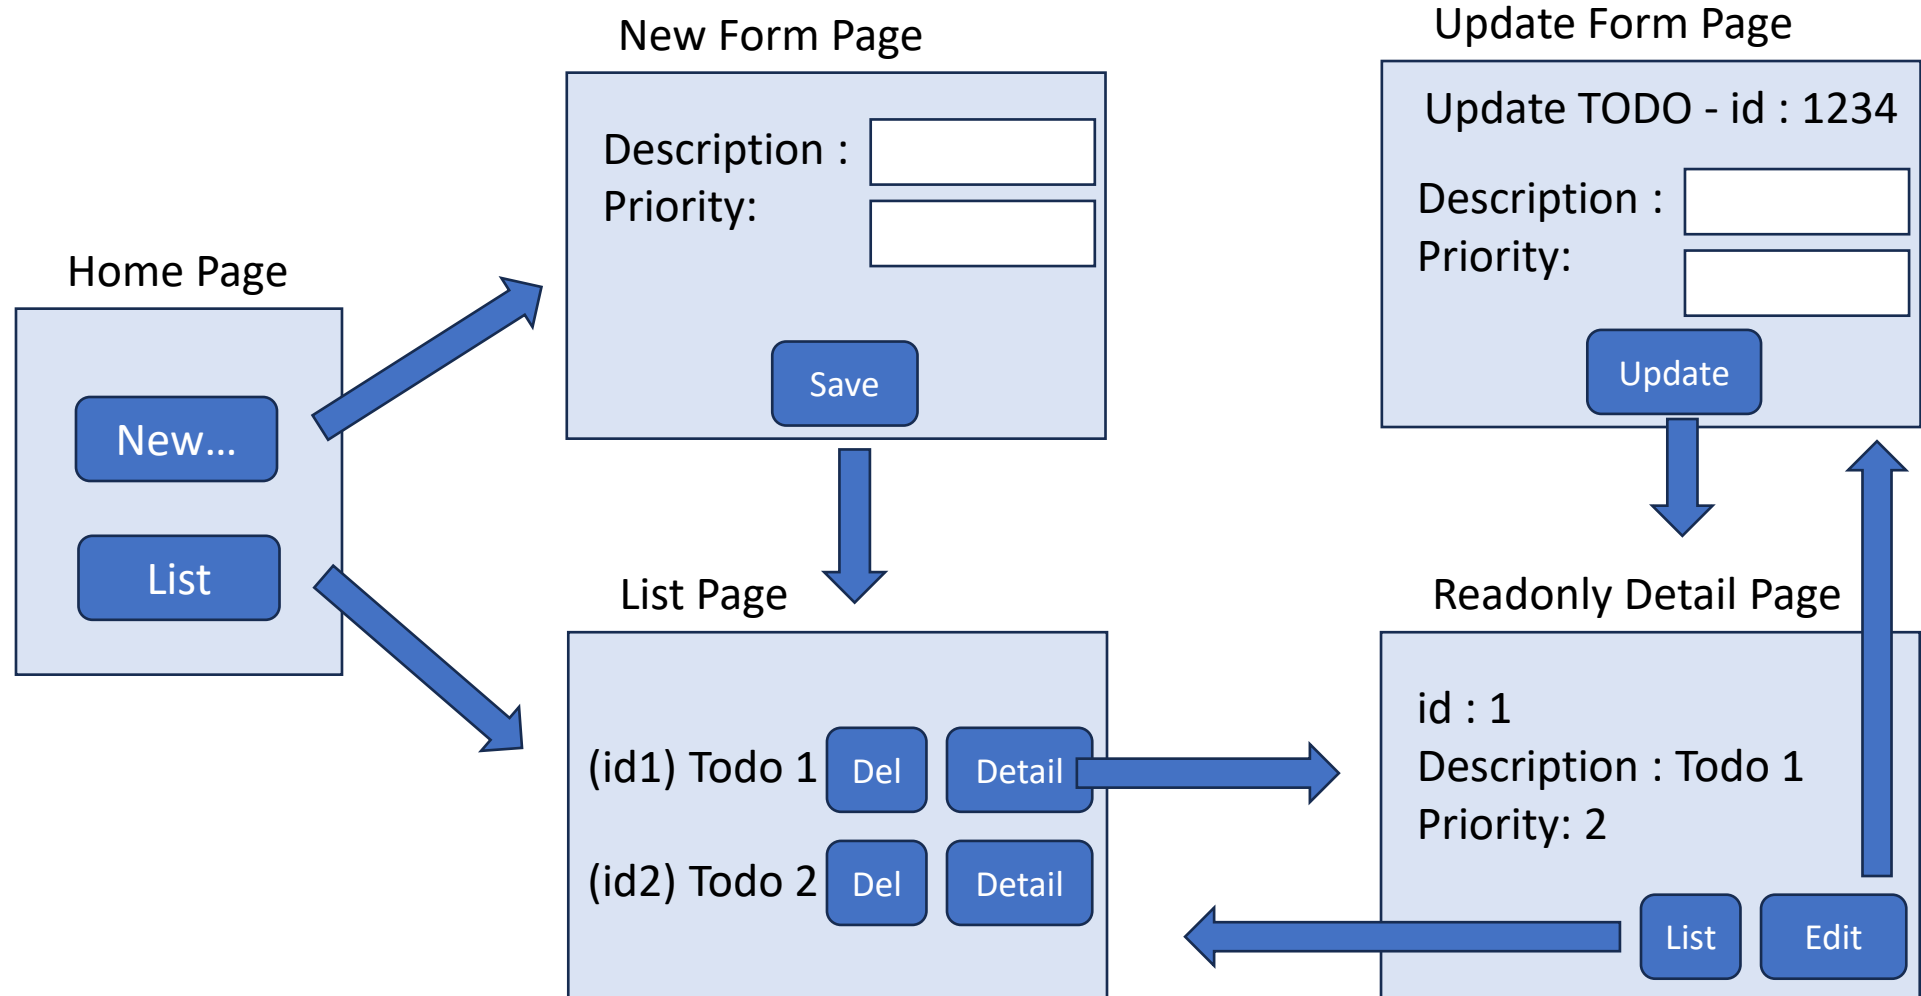 Home Page
New...
List
New Form Page
Description :
Priority:
Save
List Page
(id1) Todo 1 Del Detail
(id2) Todo 2 Del Detail
Update Form Page
Update TODO - id : 1234
Description :
Priority:
Update
Readonly Detail Page
id : 1
Description : Todo 1
Priority: 2
List Edit